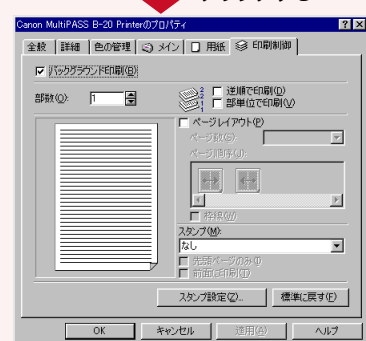 Canon MultiPASS B-20 Printerのプロパティ
全般 詳細 色の管理 メイン 用紙 印刷制御
バックグラウンド印刷(B)
部数(Q): 1
逆順で印刷(O)
部単位で印刷(V)
ページレイアウト(P)
ページ数(G):
ページ順序(J):
枠線(W)
スタンプ(M):
なし
先頭ページのみ(I)
前面に印刷(T)
スタンプ設定(Z)... 標準に戻す(F)
OK キャンセル 適用(A) ヘルプ